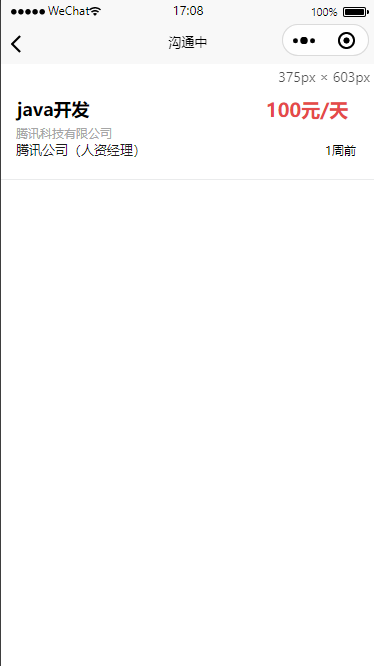 WeChat 17:08 100%
沟通中
375px × 603px
java开发 100元/天
腾讯科技有限公司
腾讯公司（人资经理） 1周前